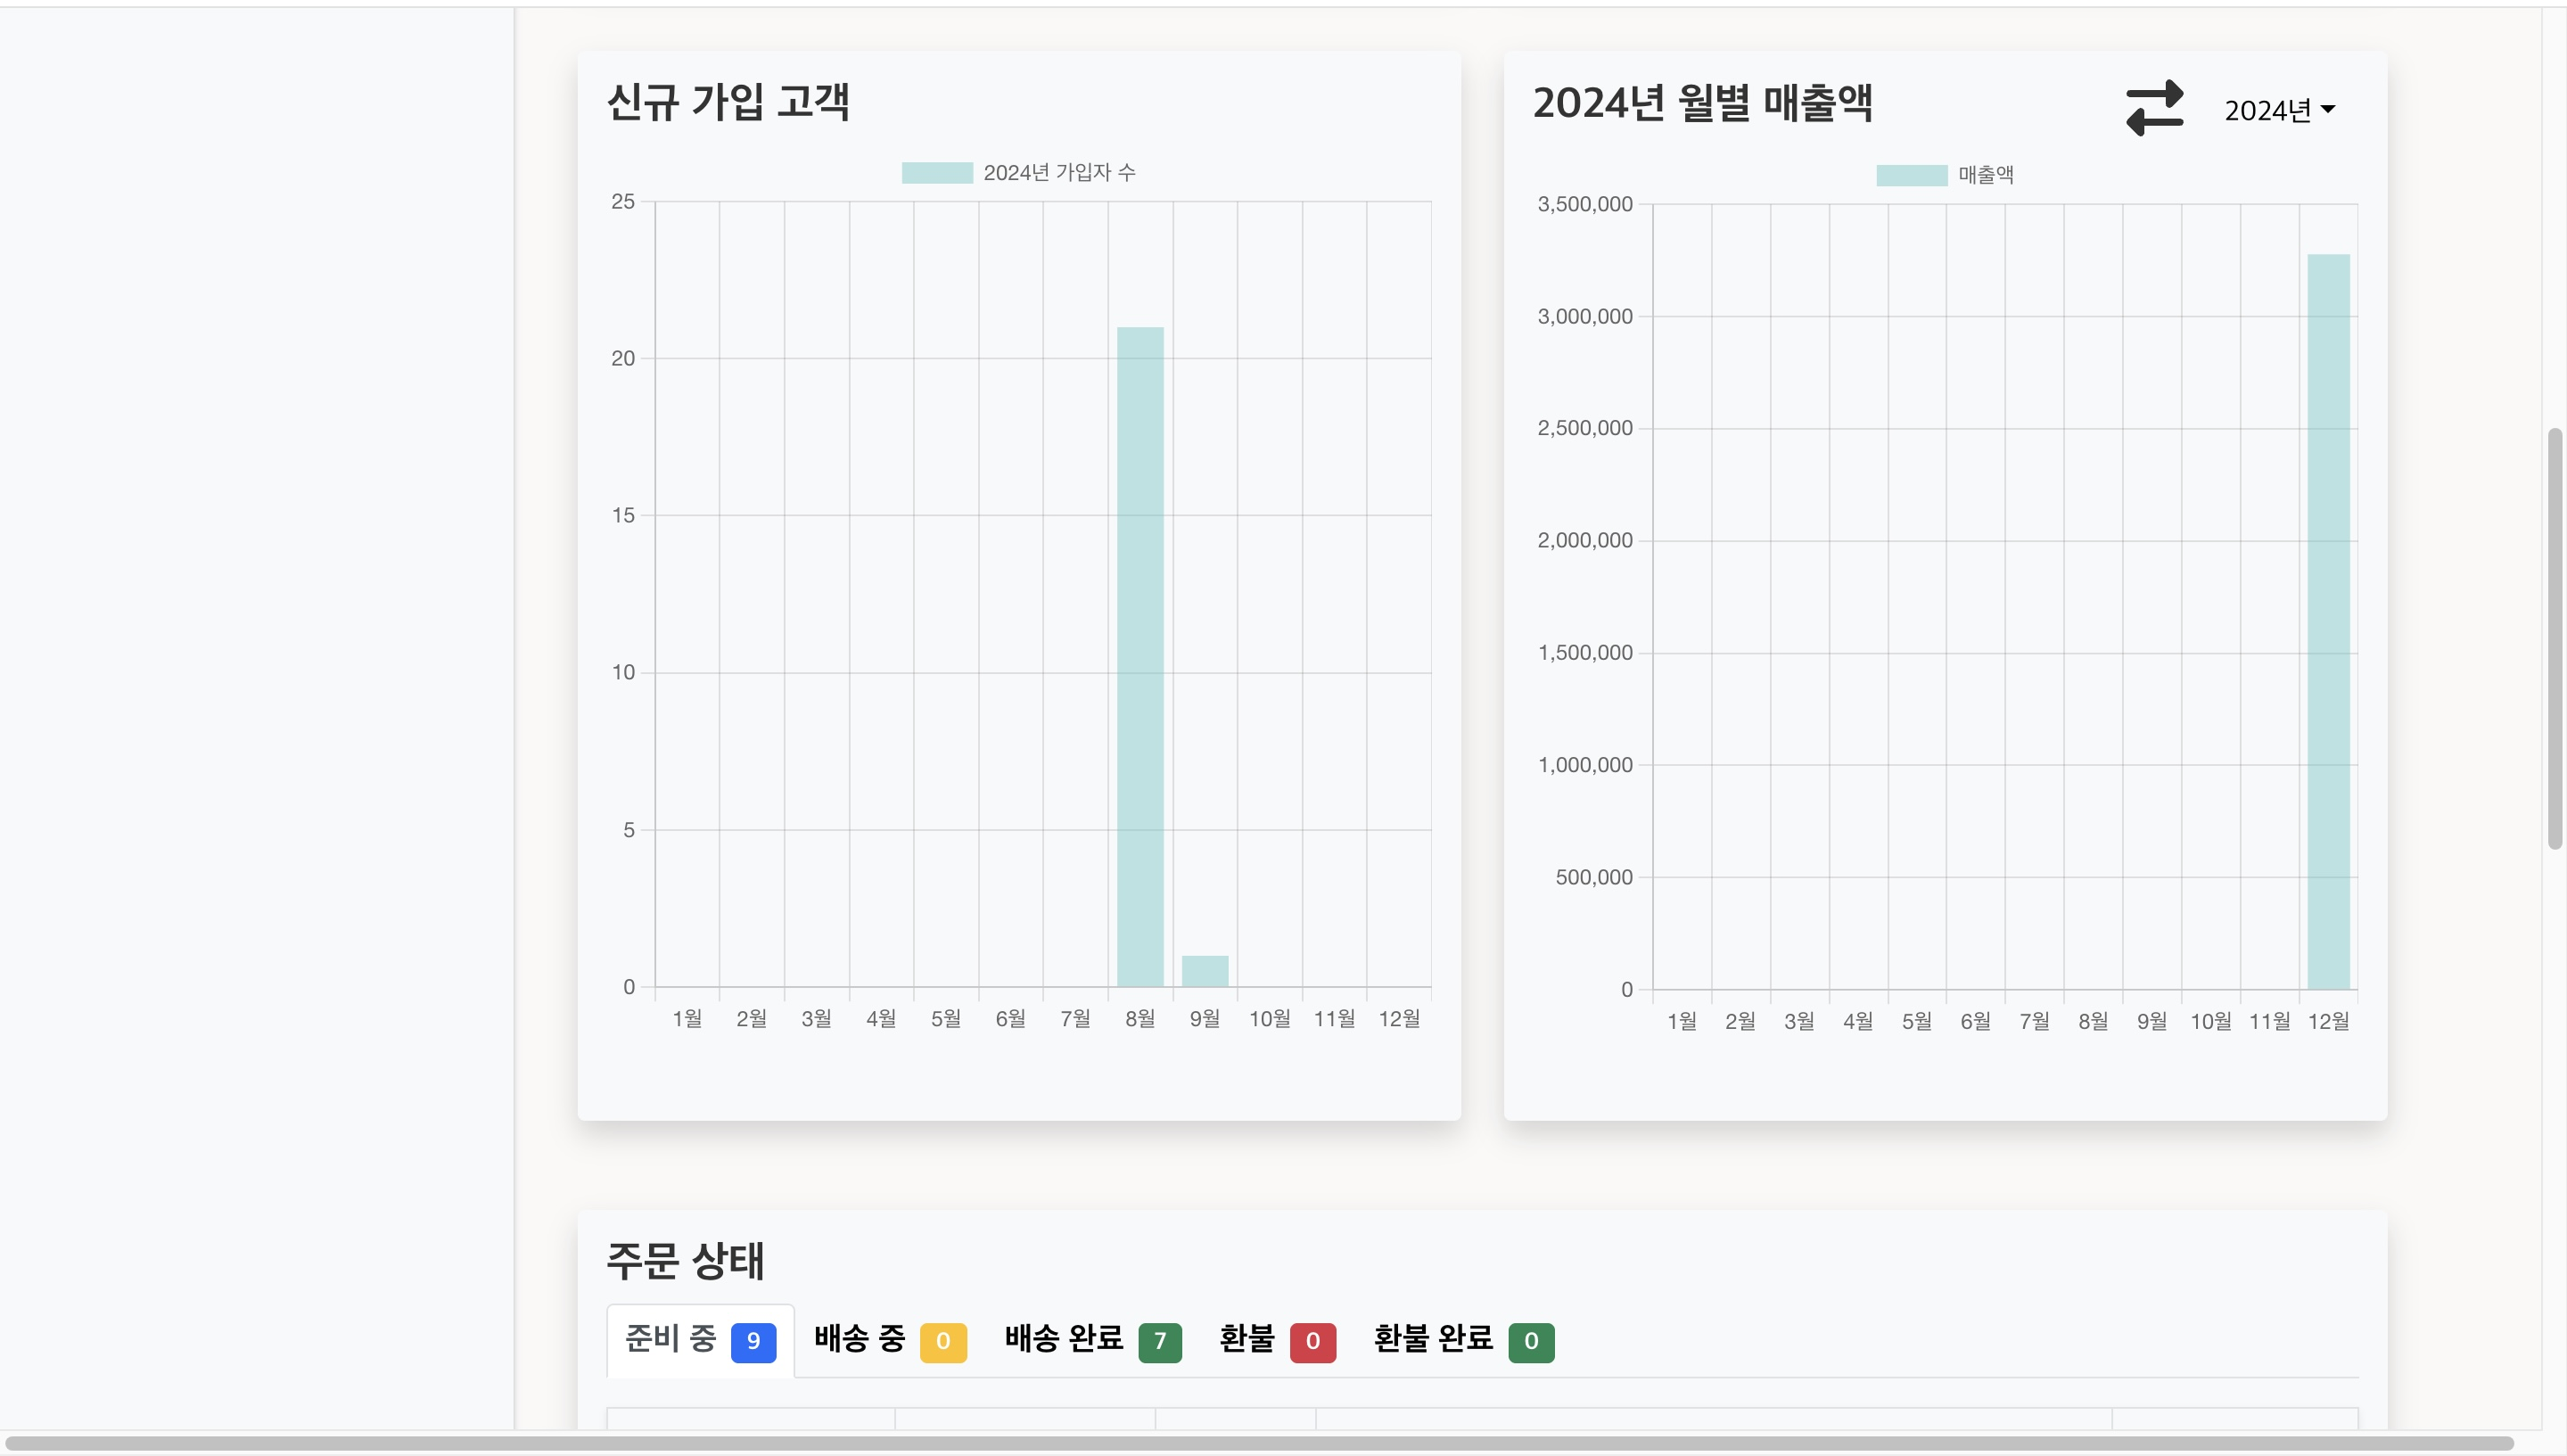 신규 가입 고객
2024년 가입자 수
25
20
15
10
5
0
1월 2월 3월 4월 5월 6월 7월 8월 9월 10월 11월 12월
2024년 월별 매출액
2024년
매출액
3,500,000
3,000,000
2,500,000
2,000,000
1,500,000
1,000,000
500,000
0
1월 2월 3월 4월 5월 6월 7월 8월 9월 10월 11월 12월
주문 상태
준비 중 9 배송 중 0 배송 완료 7 환불 0 환불 완료 0